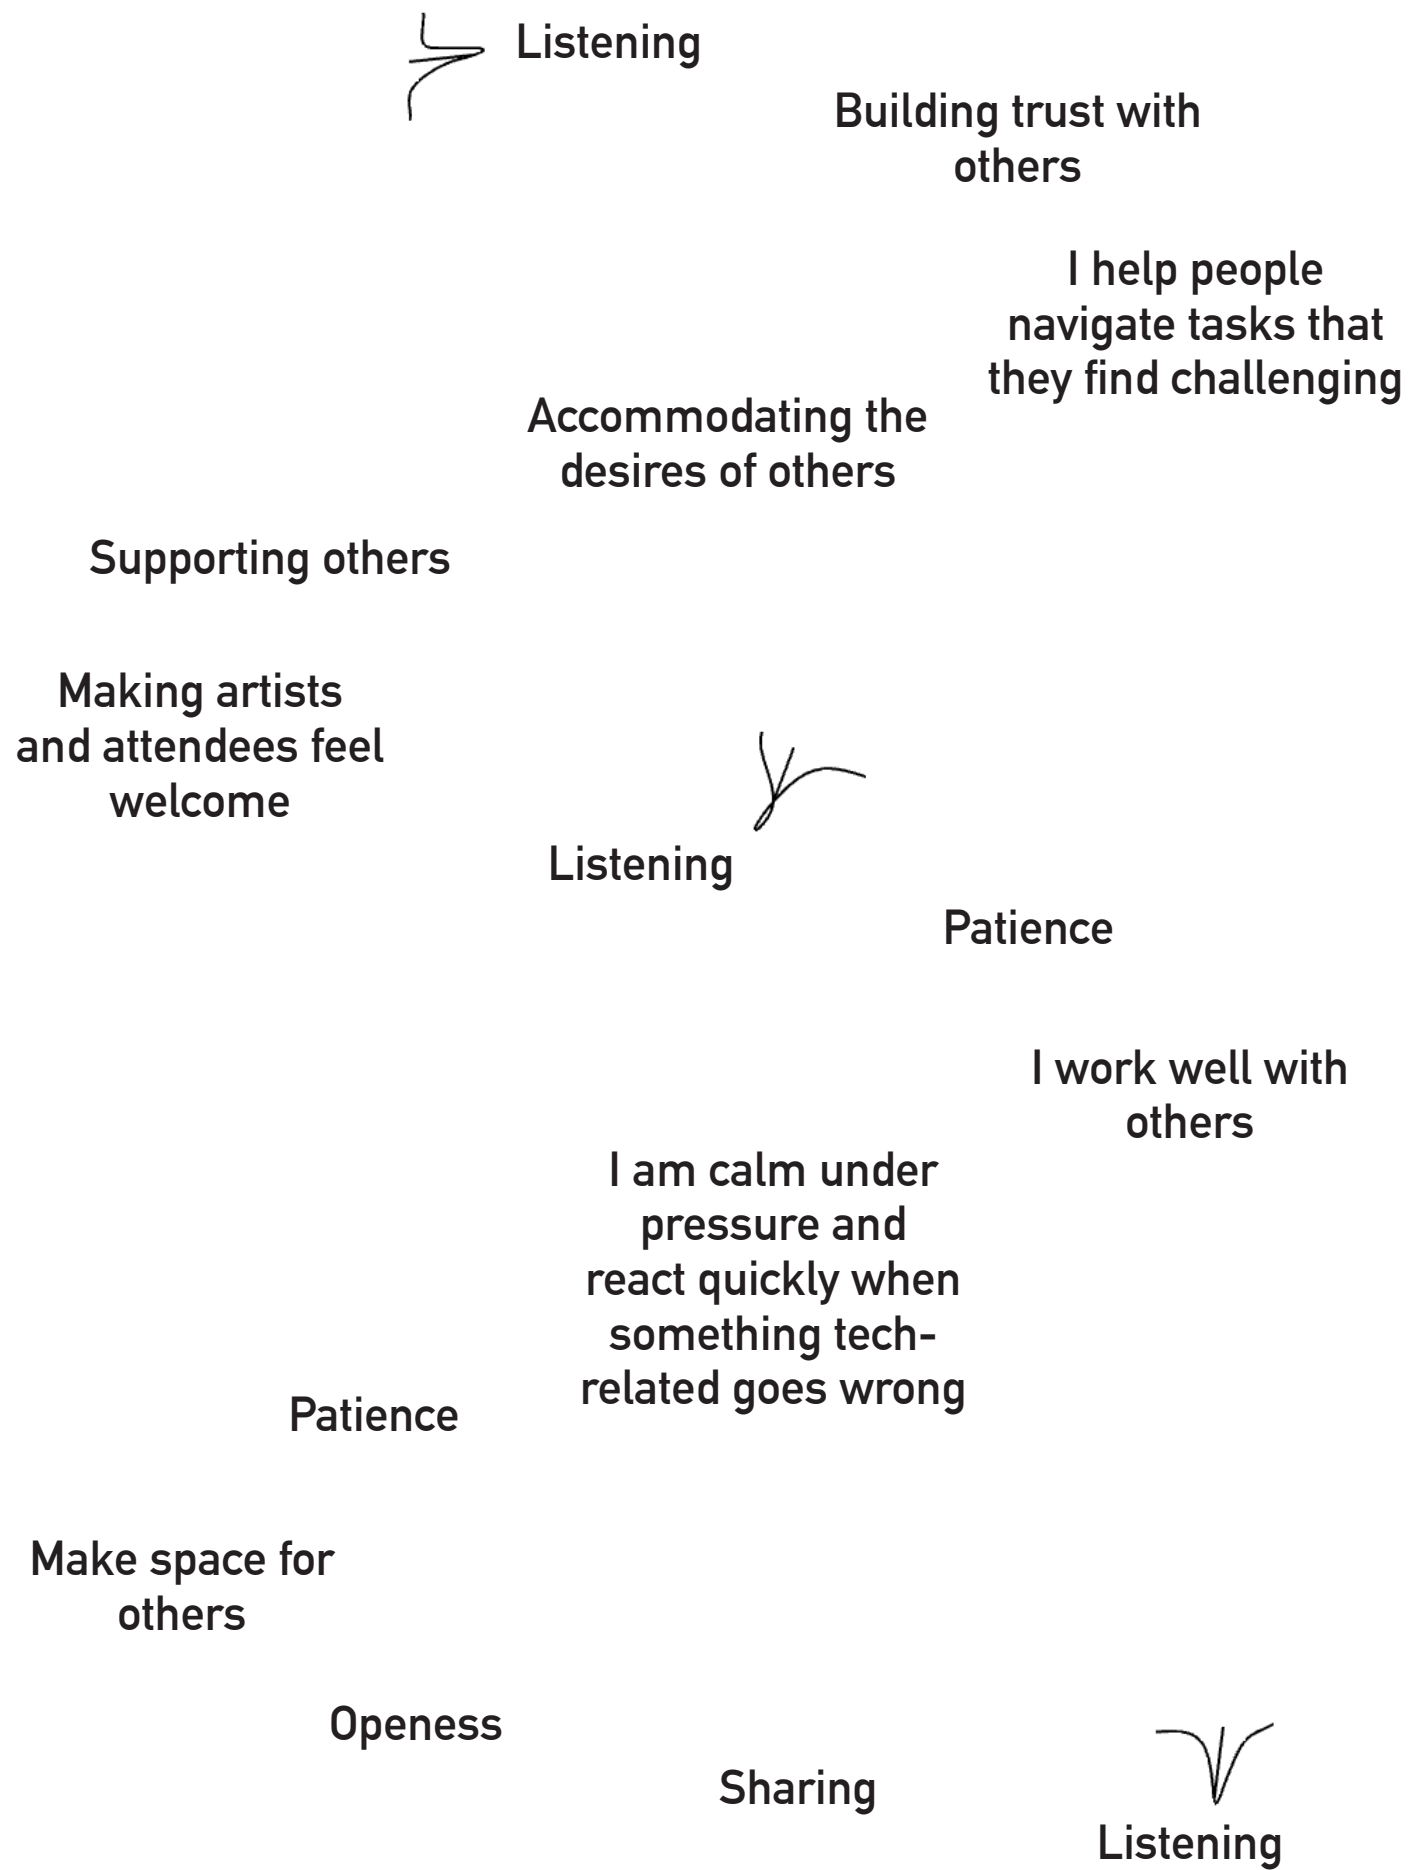 Listening
Building trust with
others
I help people
navigate tasks that
they find challenging
Accommodating the
desires of others
Supporting others
Making artists
and attendees feel
welcome
Listening
Patience
I work well with
others
I am calm under
pressure and
react quickly when
something tech-
related goes wrong
Patience
Make space for
others
Openess
Sharing
Listening